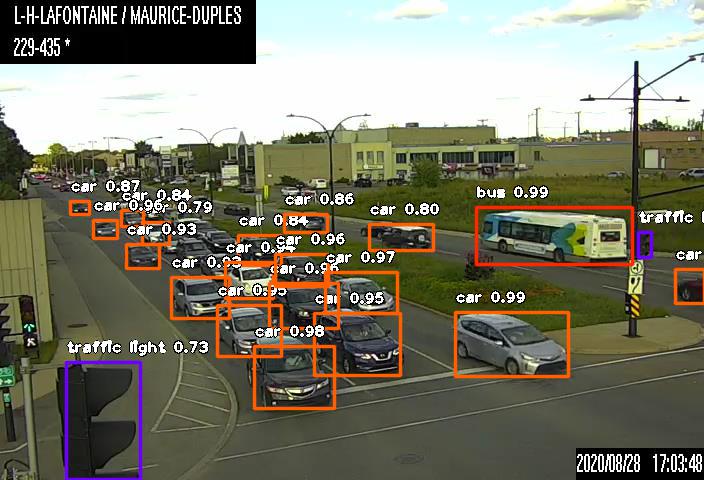 L-H-LAFONTAINE / MAURICE-DUPLES
229-435 *
car 0.87
car 0.96
0.84
0.79
car 0.93
car 0.86
car 0.80
bus 0.99
traffic l
0.84
car 0.96
car 0.97
car
car 0.95
0.95
car 0.99
car 0.98
traffic light 0.73
2020/08/28 17:03:48